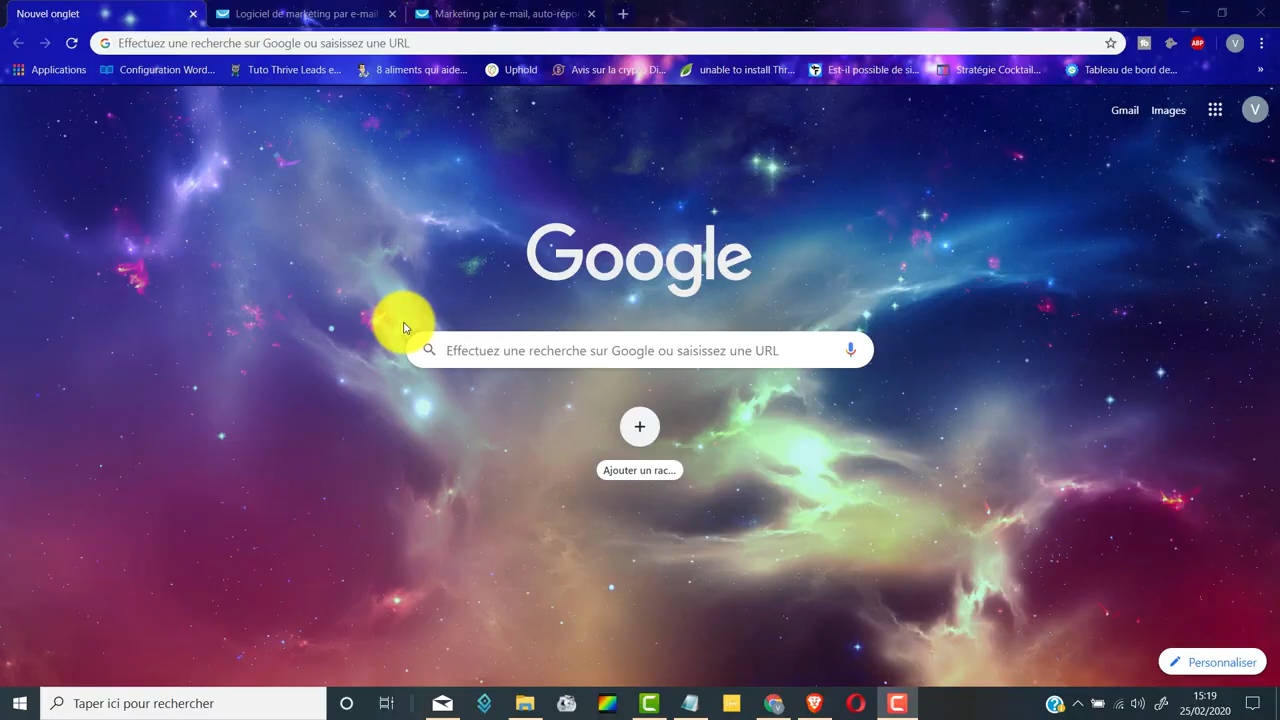 Nouvel onglet
Logiciel de marketing par e-mail
Marketing par e-mail, auto-répo
Effectuez une recherche sur Google ou saisissez une URL
Applications
Configuration Word...
Tuto Thrive Leads e...
8 aliments qui aide...
Uphold
Avis sur la crypto Di...
unable to install Thr...
Est-il possible de si...
Stratégie Cocktail...
Tableau de bord de...
»
ABP
V
Gmail
Images
V
Google
Effectuez une recherche sur Google ou saisissez une URL
Ajouter un rac...
Personnaliser
Taper ici pour rechercher
15:19
25/02/2020